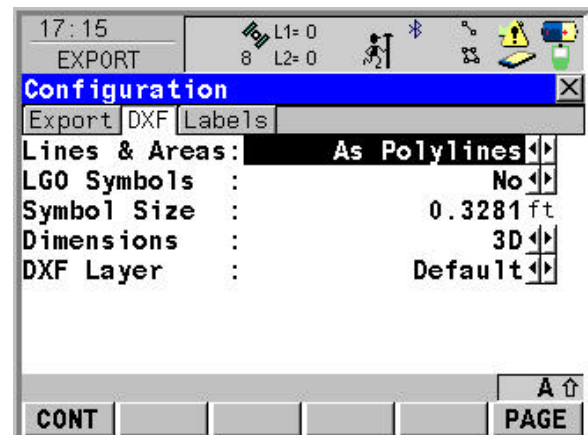 17:15
EXPORT
L1= 0
8 L2= 0
Configuration
Export DXF Labels
Lines & Areas: As Polylines
LGO Symbols : No
Symbol Size : 0.3281 ft
Dimensions : 3D
DXF Layer : Default
A
CONT PAGE